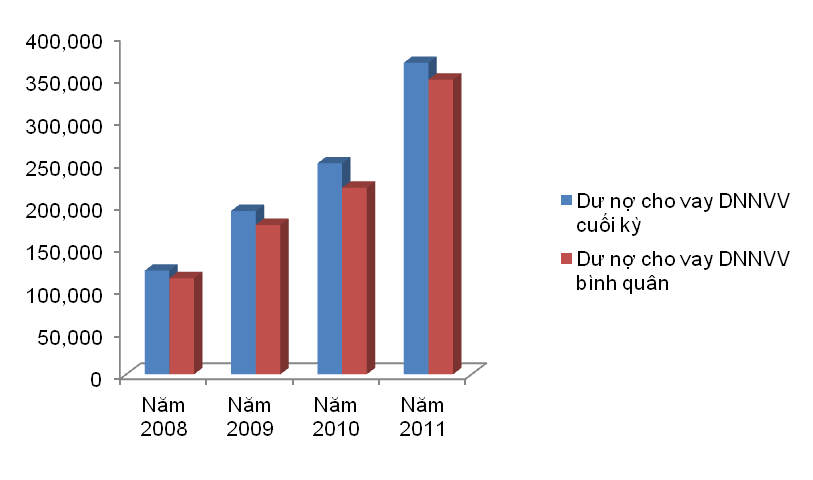 400,000
350,000
300,000
250,000
200,000
150,000
100,000
50,000
0
Năm
2008
Năm
2009
Năm
2010
Năm
2011
Dư nợ cho vay DNNVV
cuối kỳ
Dư nợ cho vay DNNVV
bình quân